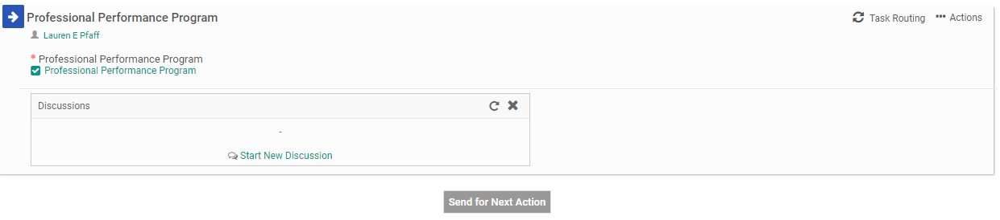 Professional Performance Program
Task Routing
Actions
Lauren E Pfaff
* Professional Performance Program
Professional Performance Program
Discussions
-
Start New Discussion
Send for Next Action